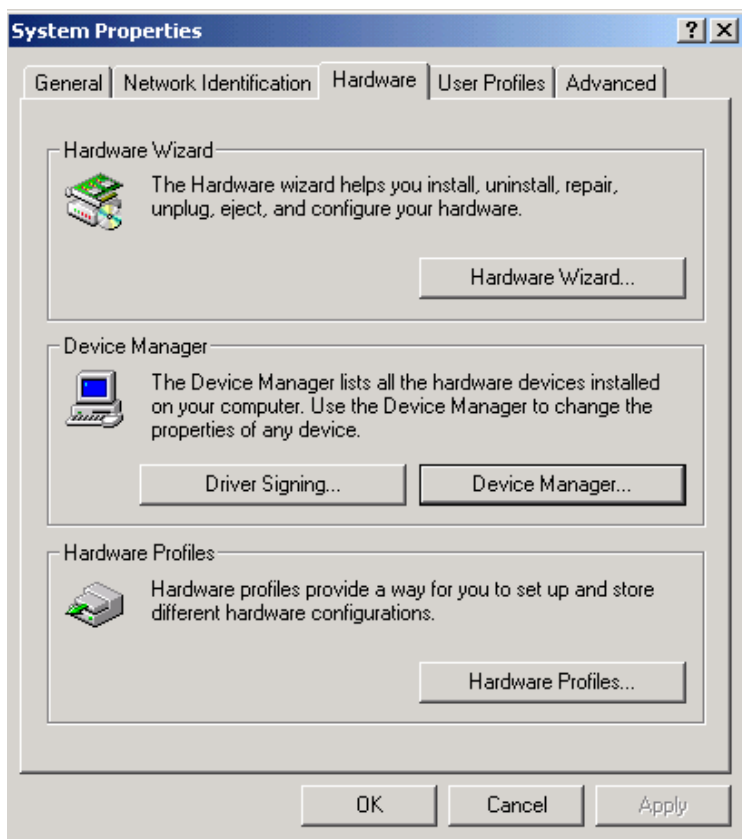 System Properties
General
Network Identification
Hardware
User Profiles
Advanced
Hardware Wizard
The Hardware wizard helps you install, uninstall, repair,
unplug, eject, and configure your hardware.
Hardware Wizard...
Device Manager
The Device Manager lists all the hardware devices installed
on your computer. Use the Device Manager to change the
properties of any device.
Driver Signing...
Device Manager...
Hardware Profiles
Hardware profiles provide a way for you to set up and store
different hardware configurations.
Hardware Profiles...
OK
Cancel
Apply